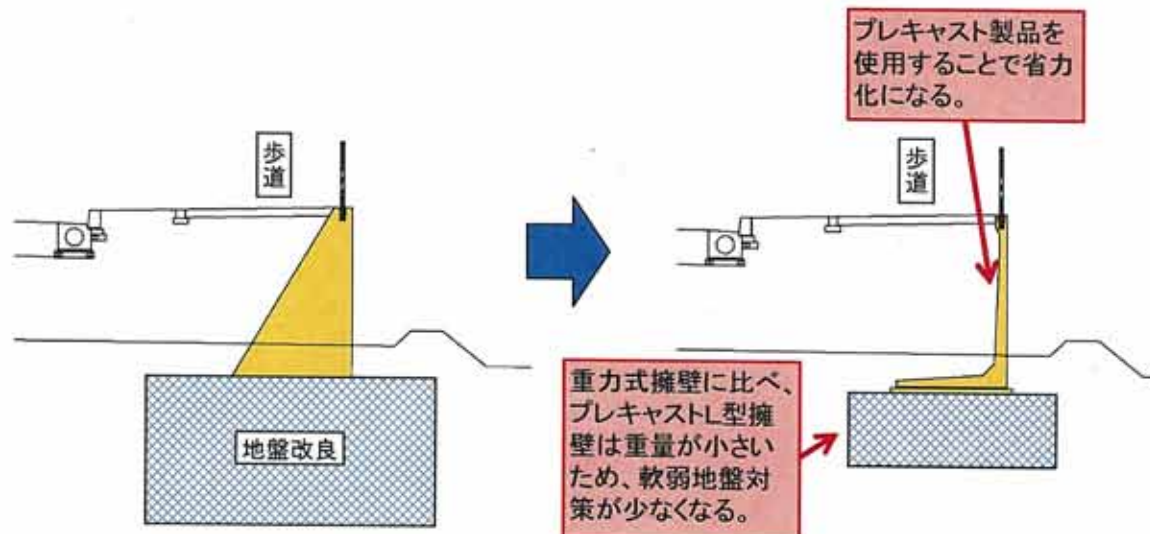 プレキャスト製品を
使用することで省力
化になる。
歩道
歩道
地盤改良
重力式擁壁に比べ、
プレキャストL型擁
壁は重量が小さい
ため、軟弱地盤対
策が少なくなる。